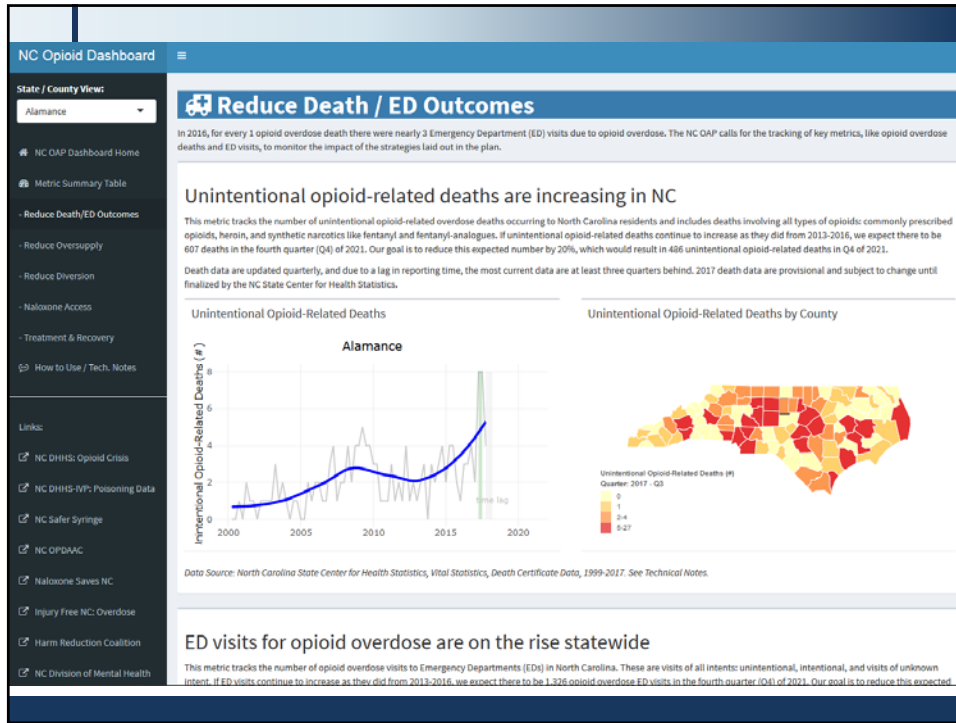 NC Opioid Dashboard
State / County View:
Alamance
NC OAP Dashboard Home
Metric Summary Table
- Reduce Death/ED Outcomes
- Reduce Oversupply
- Reduce Diversion
- Naloxone Access
- Treatment & Recovery
How to Use / Tech. Notes
Links:
NC DHHS: Opioid Crisis
NC DHHS-IVP: Poisoning Data
NC Safer Syringe
NC OPDAAC
Naloxone Saves NC
Injury Free NC: Overdose
Harm Reduction Coalition
NC Division of Mental Health
Reduce Death / ED Outcomes
In 2016, for every 1 opioid overdose death there were nearly 3 Emergency Department (ED) visits due to opioid overdose. The NC OAP calls for the tracking of key metrics, like opioid overdose
deaths and ED visits, to monitor the impact of the strategies laid out in the plan.
Unintentional opioid-related deaths are increasing in NC
This metric tracks the number of unintentional opioid-related overdose deaths occurring to North Carolina residents and includes deaths involving all types of opioids: commonly prescribed
opioids, heroin, and synthetic narcotics like fentanyl and fentanyl-analogues. If unintentional opioid-related deaths continue to increase as they did from 2013-2016, we expect there to be
607 deaths in the fourth quarter (Q4) of 2021. Our goal is to reduce this expected number by 20%, which would result in 486 unintentional opioid-related deaths in Q4 of 2021.
Death data are updated quarterly, and due to a lag in reporting time, the most current data are at least three quarters behind. 2017 death data are provisional and subject to change until
finalized by the NC State Center for Health Statistics.
Unintentional Opioid-Related Deaths
Alamance
Inintentional Opioid-Related Deaths (#)
8
6
4
2
0
time lag
2000 2005 2010 2015 2020
Unintentional Opioid-Related Deaths by County
Unintentional Opioid-Related Deaths (#)
Quarter: 2017 - Q3
0
1
2-4
5-27
Data Source: North Carolina State Center for Health Statistics, Vital Statistics, Death Certificate Data, 1999-2017. See Technical Notes.
ED visits for opioid overdose are on the rise statewide
This metric tracks the number of opioid overdose visits to Emergency Departments (EDs) in North Carolina. These are visits of all intents: unintentional, intentional, and visits of unknown
intent. If ED visits continue to increase as they did from 2013-2016, we expect there to be 1,326 opioid overdose ED visits in the fourth quarter (Q4) of 2021. Our goal is to reduce this expected